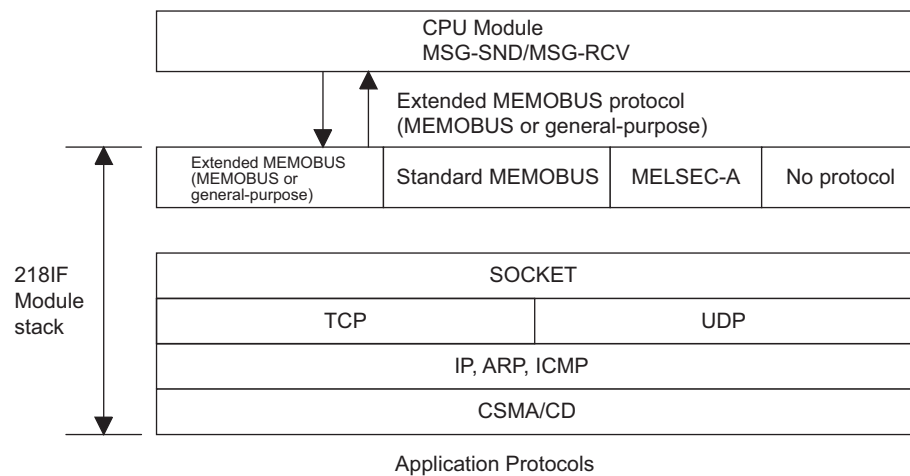 CPU Module
MSG-SND/MSG-RCV
Extended MEMOBUS protocol
(MEMOBUS or general-purpose)
Extended MEMOBUS
(MEMOBUS or
general-purpose)
Standard MEMOBUS
MELSEC-A
No protocol
218IF
Module
stack
SOCKET
TCP
UDP
IP, ARP, ICMP
CSMA/CD
Application Protocols